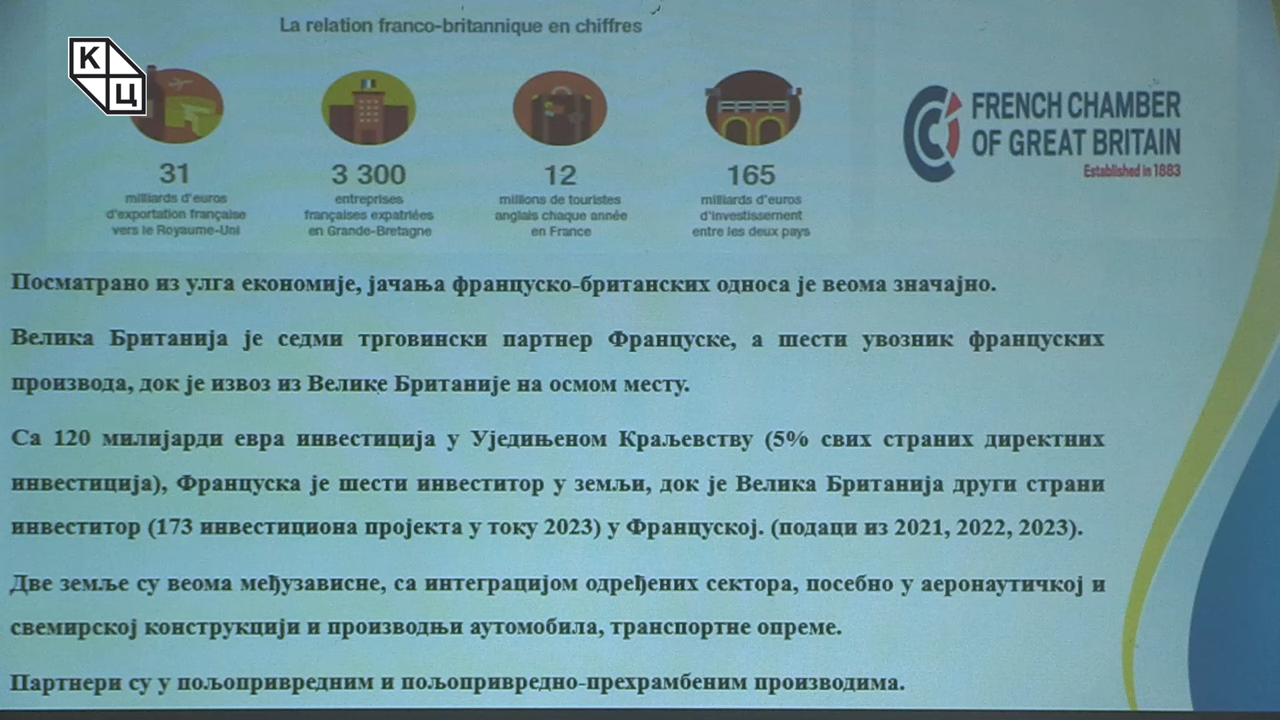 La relation franco-britannique en chiffres
К
Ц
31
milliards d'euros
d'exportation française
vers le Royaume-Uni
3 300
entreprises
françaises expatriées
en Grande-Bretagne
12
millions de touristes
anglais chaque année
en France
165
milliards d'euros
d'investissement
entre les deux pays
FRENCH CHAMBER
OF GREAT BRITAIN
Established in 1883
Посматрано из улга економије, јачања француско-британских односа је веома значајно.
Велика Британија је седми трговински партнер Француске, а шести увозник француских
производа, док је извоз из Велике Британије на осмом месту.
Са 120 милијарди евра инвестиција у Уједињеном Краљевству (5% свих страних директних
инвестиција), Француска је шести инвеститор у земљи, док је Велика Британија други страни
инвеститор (173 инвестициона пројекта у току 2023) у Француској. (подаци из 2021, 2022, 2023).
Две земље су веома међузависне, са интеграцијом одређених сектора, посебно у аеронаутичкој и
свемирској конструкцији и производњи аутомобила, транспортне опреме.
Партнери су у пољопривредним и пољопривредно-прехрамбеним производима.